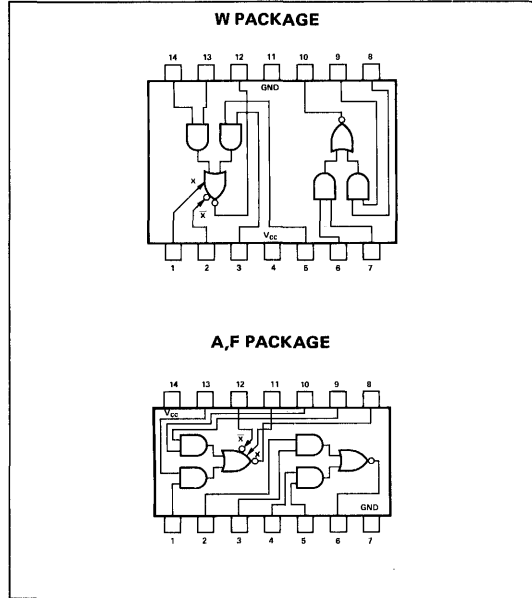 W PACKAGE
14 13 12 11 10 9 8
GND
X
X̅
VCC
1 2 3 4 5 6 7
A,F PACKAGE
14 13 12 11 10 9 8
VCC
X̅
X
GND
1 2 3 4 5 6 7